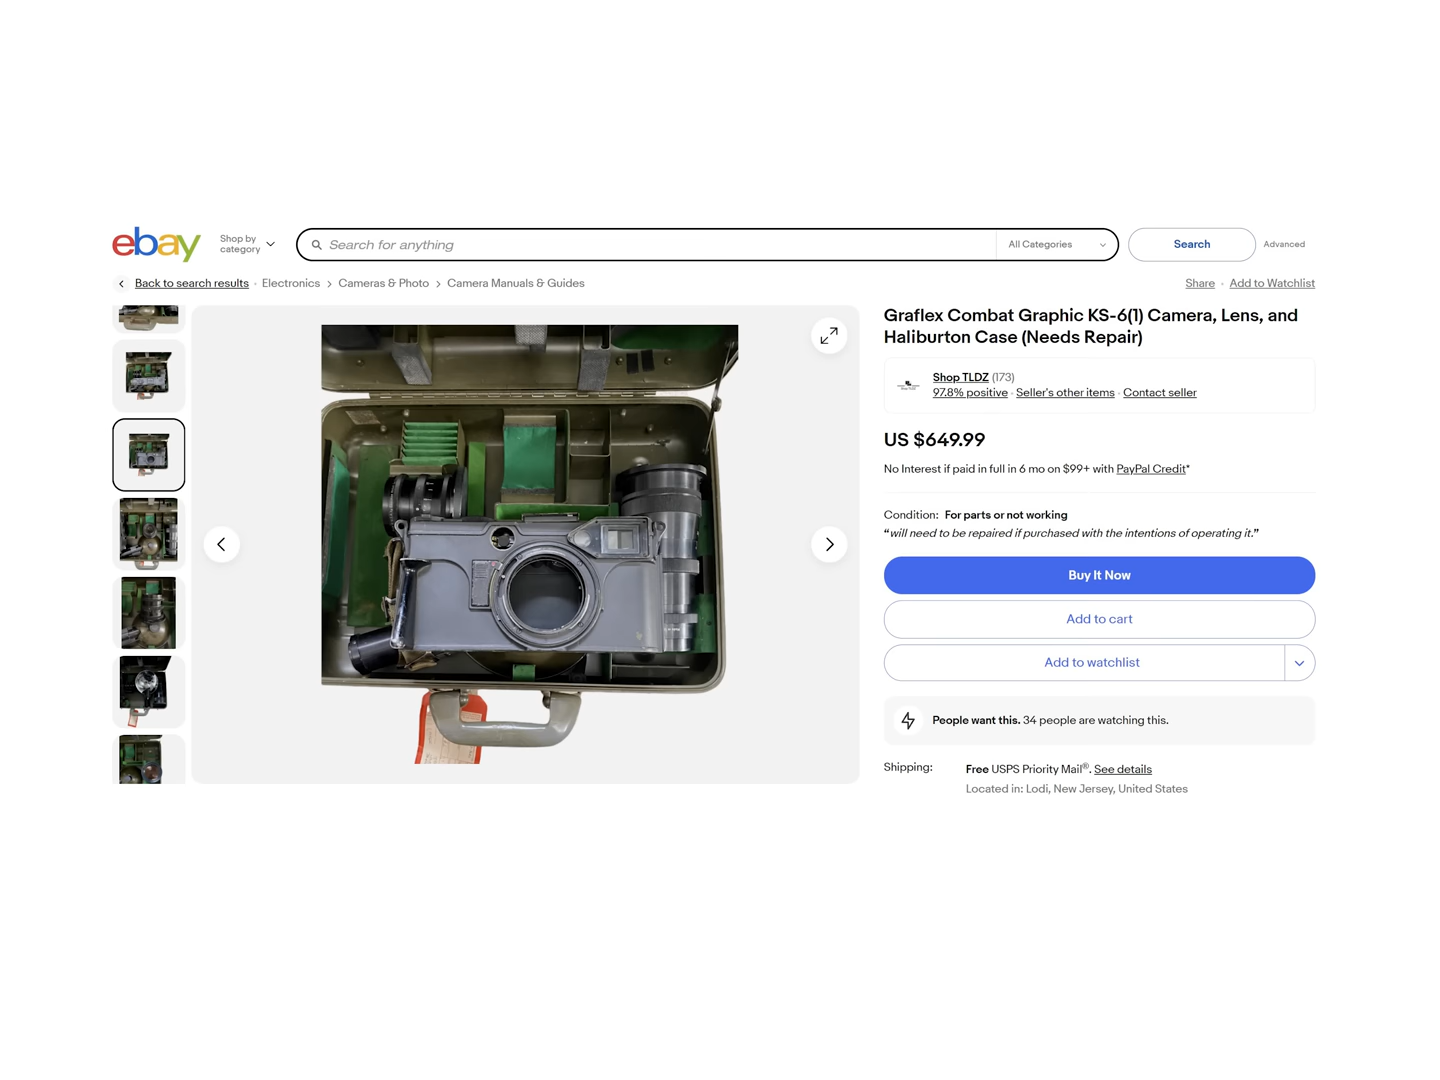 ebay
Shop by
category
Search for anything
All Categories
Search
Advanced
Back to search results · Electronics > Cameras & Photo > Camera Manuals & Guides
Share · Add to Watchlist
Graflex Combat Graphic KS-6(1) Camera, Lens, and
Haliburton Case (Needs Repair)
Shop TLDZ (173)
97.8% positive · Seller's other items · Contact seller
US $649.99
No Interest if paid in full in 6 mo on $99+ with PayPal Credit*
Condition: For parts or not working
“will need to be repaired if purchased with the intentions of operating it.”
Buy It Now
Add to cart
Add to watchlist
People want this. 34 people are watching this.
Shipping: Free USPS Priority Mail®. See details
Located in: Lodi, New Jersey, United States